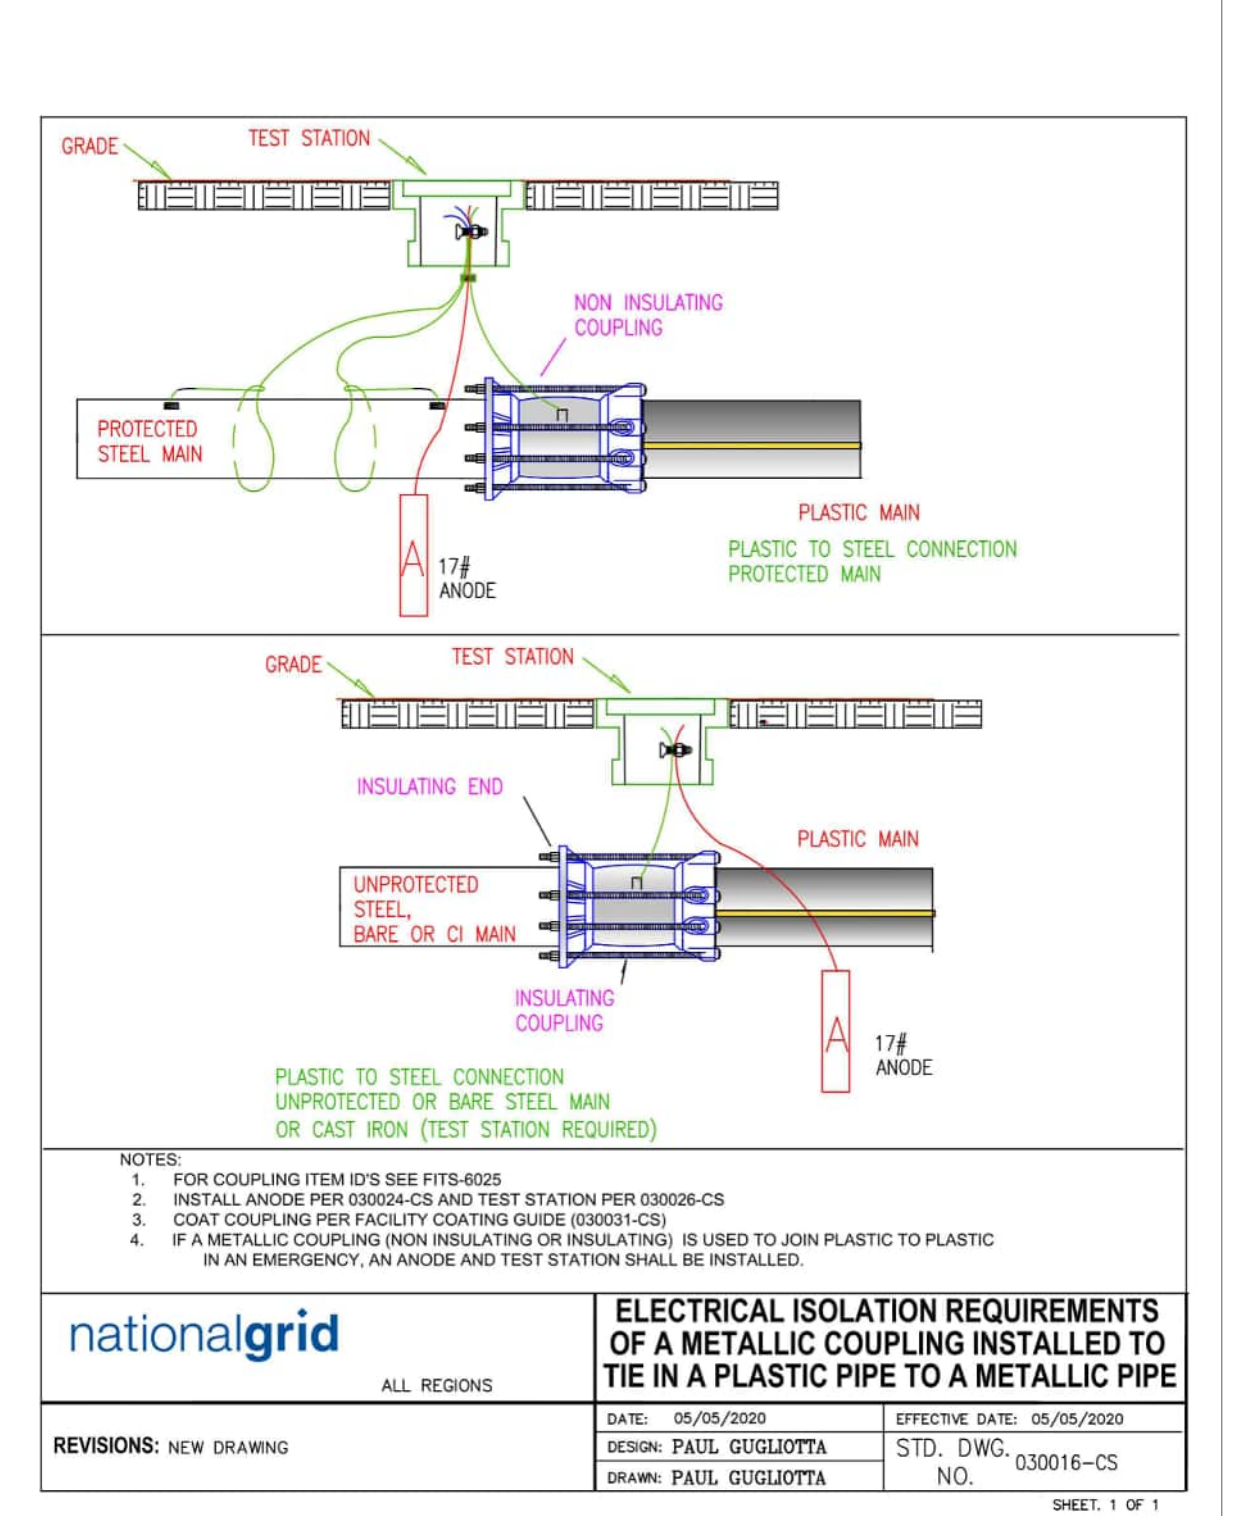 GRADE
TEST STATION
NON INSULATING
COUPLING
PROTECTED
STEEL MAIN
PLASTIC MAIN
PLASTIC TO STEEL CONNECTION
PROTECTED MAIN
A
17#
ANODE
GRADE
TEST STATION
INSULATING END
PLASTIC MAIN
UNPROTECTED
STEEL,
BARE OR CI MAIN
INSULATING
COUPLING
A
17#
ANODE
PLASTIC TO STEEL CONNECTION
UNPROTECTED OR BARE STEEL MAIN
OR CAST IRON (TEST STATION REQUIRED)
NOTES:
1. FOR COUPLING ITEM ID'S SEE FITS-6025
2. INSTALL ANODE PER 030024-CS AND TEST STATION PER 030026-CS
3. COAT COUPLING PER FACILITY COATING GUIDE (030031-CS)
4. IF A METALLIC COUPLING (NON INSULATING OR INSULATING) IS USED TO JOIN PLASTIC TO PLASTIC
IN AN EMERGENCY, AN ANODE AND TEST STATION SHALL BE INSTALLED.
nationalgrid
ALL REGIONS
ELECTRICAL ISOLATION REQUIREMENTS
OF A METALLIC COUPLING INSTALLED TO
TIE IN A PLASTIC PIPE TO A METALLIC PIPE
REVISIONS: NEW DRAWING
DATE: 05/05/2020
EFFECTIVE DATE: 05/05/2020
DESIGN: PAUL GUGLIOTTA
DRAWN: PAUL GUGLIOTTA
STD. DWG.
NO. 030016-CS
SHEET. 1 OF 1